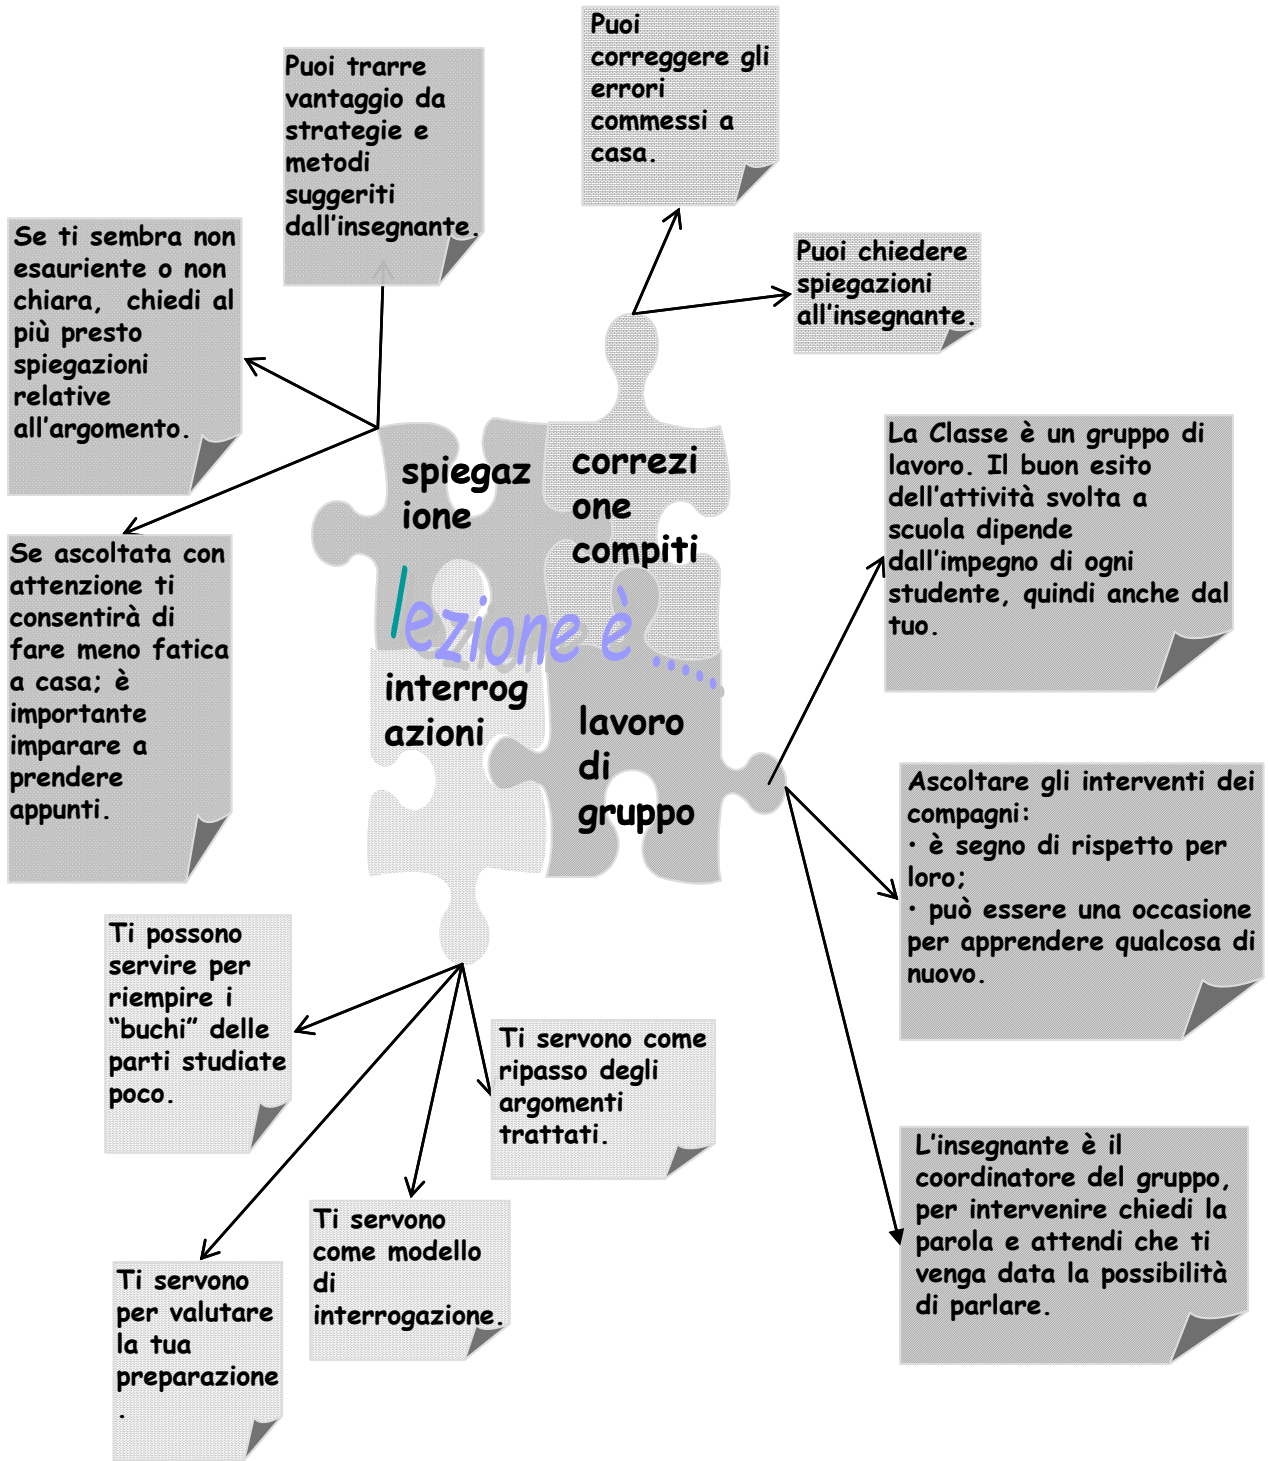 Puoi
correggere gli
errori
commessi a
casa.
Puoi trarre
vantaggio da
strategie e
metodi
suggeriti
dall'insegnante.
Se ti sembra non
esauriente o non
chiara,  chiedi al
più presto
spiegazioni
relative
all'argomento.
Puoi chiedere
spiegazioni
all'insegnante.
La Classe è un gruppo di
lavoro. Il buon esito
dell'attività svolta a
scuola dipende
dall'impegno di ogni
studente, quindi anche dal
tuo.
spiegaz
ione
correzi
one
compiti
Se ascoltata con
attenzione ti
consentirà di
fare meno fatica
a casa; è
importante
imparare a
prendere
appunti.
lezione è ......
interrog
azioni
lavoro
di
gruppo
Ascoltare gli interventi dei
compagni:
• è segno di rispetto per
loro;
• può essere una occasione
per apprendere qualcosa di
nuovo.
Ti possono
servire per
riempire i
“buchi” delle
parti studiate
poco.
Ti servono come
ripasso degli
argomenti
trattati.
L'insegnante è il
coordinatore del gruppo,
per intervenire chiedi la
parola e attendi che ti
venga data la possibilità
di parlare.
Ti servono
come modello
di
interrogazione.
Ti servono
per valutare
la tua
preparazione
.